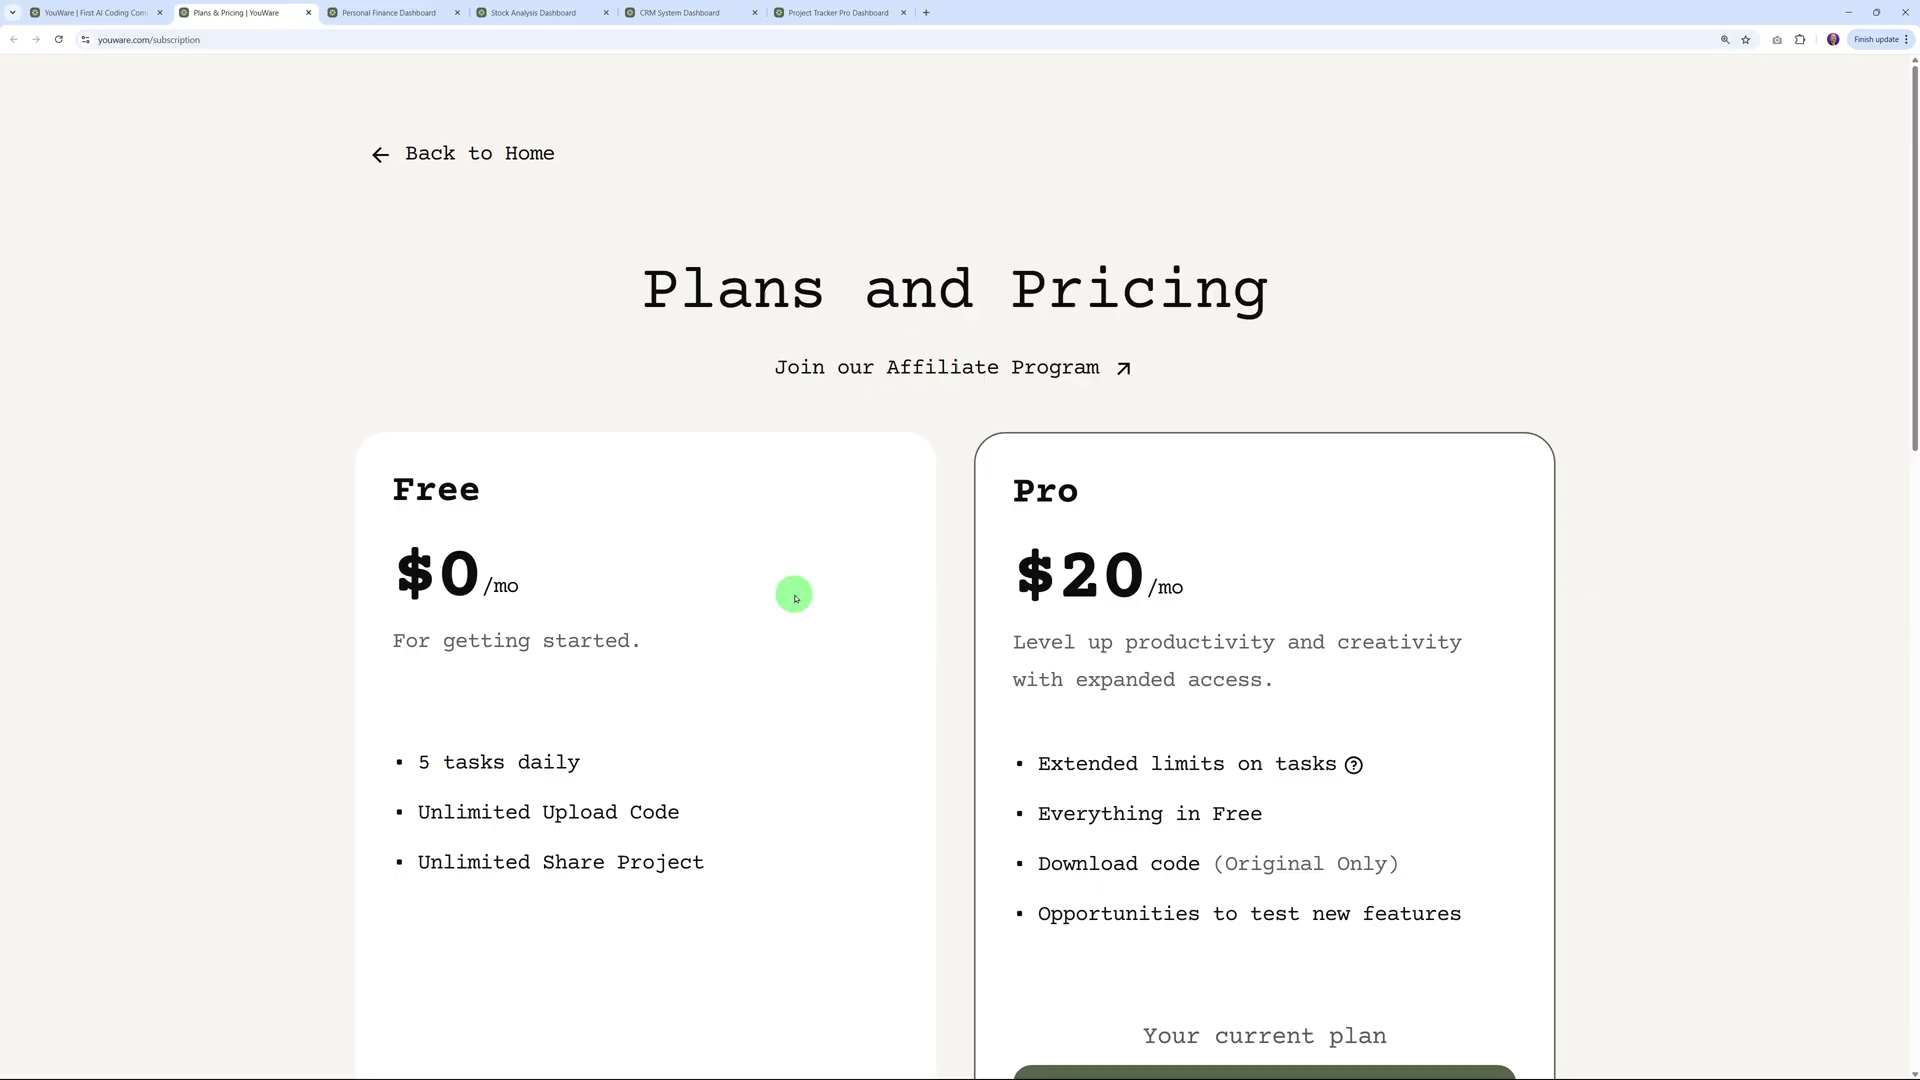 YouWare | First AI Coding Com
Plans & Pricing | YouWare
Personal Finance Dashboard
Stock Analysis Dashboard
CRM System Dashboard
Project Tracker Pro Dashboard
youware.com/subscription
Finish update
Back to Home
Plans and Pricing
Join our Affiliate Program
Free
$0/mo
For getting started.
5 tasks daily
Unlimited Upload Code
Unlimited Share Project
Pro
$20/mo
Level up productivity and creativity
with expanded access.
Extended limits on tasks
Everything in Free
Download code (Original Only)
Opportunities to test new features
Your current plan